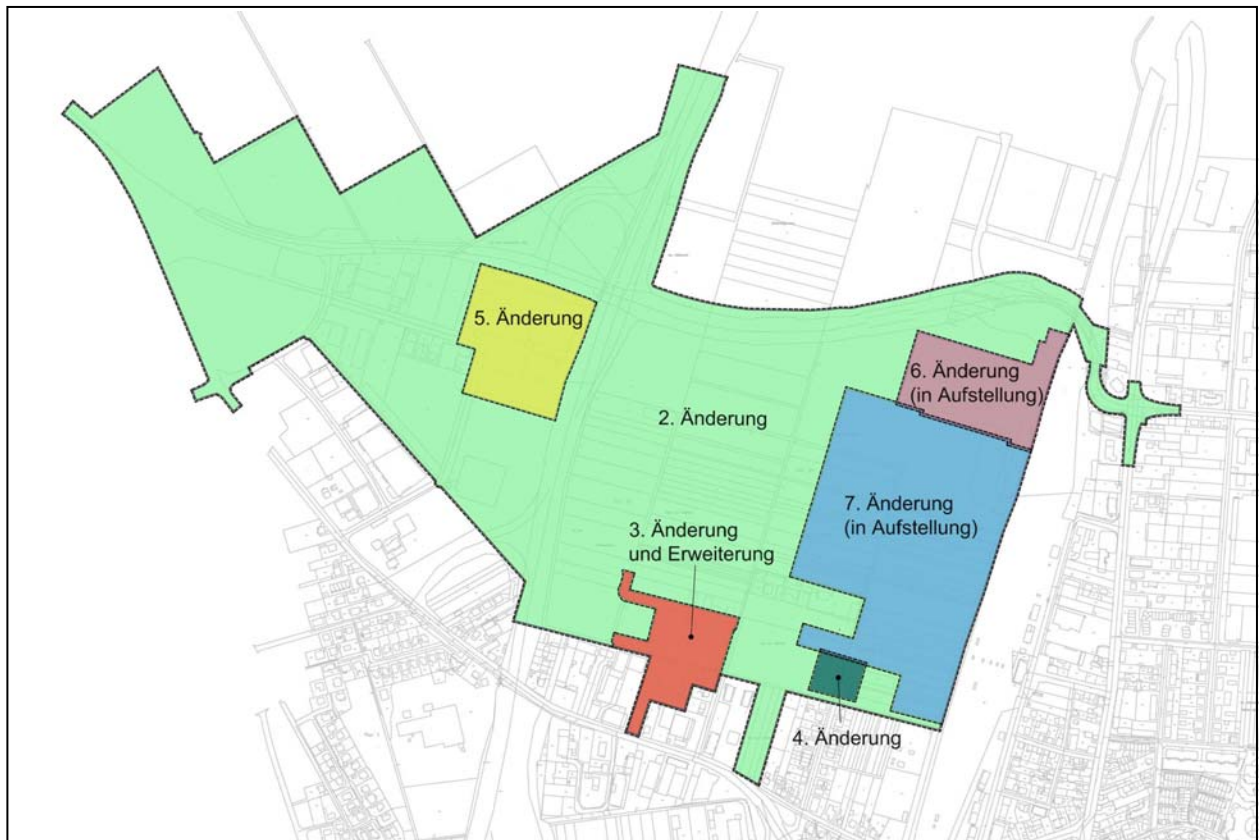 5. Änderung
6. Änderung
(in Aufstellung)
2. Änderung
7. Änderung
(in Aufstellung)
3. Änderung
und Erweiterung
4. Änderung